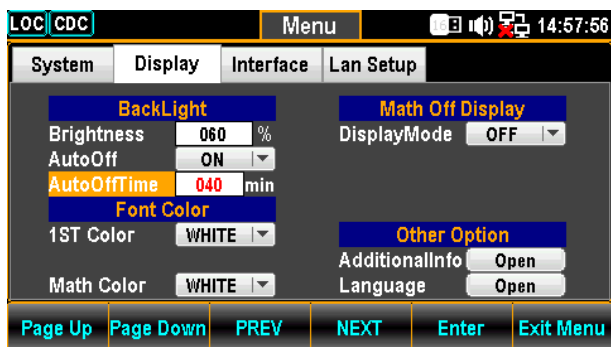 LOC CDC Menu 16 14:57:56
System Display Interface Lan Setup
BackLight
Brightness 060 %
AutoOff ON
AutoOffTime 040 min
Font Color
1ST Color WHITE
Math Color WHITE
Math Off Display
DisplayMode OFF
Other Option
AdditionalInfo Open
Language Open
Page Up Page Down PREV NEXT Enter Exit Menu